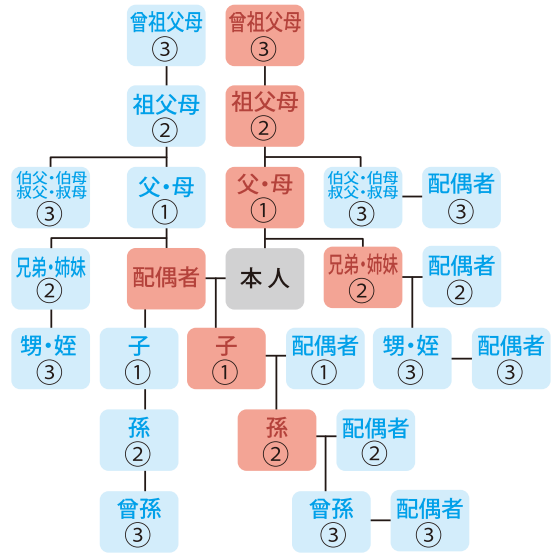 曾祖父母
③
曾祖父母
③
祖父母
②
祖父母
②
伯父・伯母
叔父・叔母
③
父・母
①
父・母
①
伯父・伯母
叔父・叔母
③
配偶者
③
兄弟・姉妹
②
配偶者
本人
兄弟・姉妹
②
配偶者
②
甥・姪
③
子
①
子
①
配偶者
①
甥・姪
③
配偶者
③
孫
②
孫
②
配偶者
②
曾孫
③
曾孫
③
配偶者
③